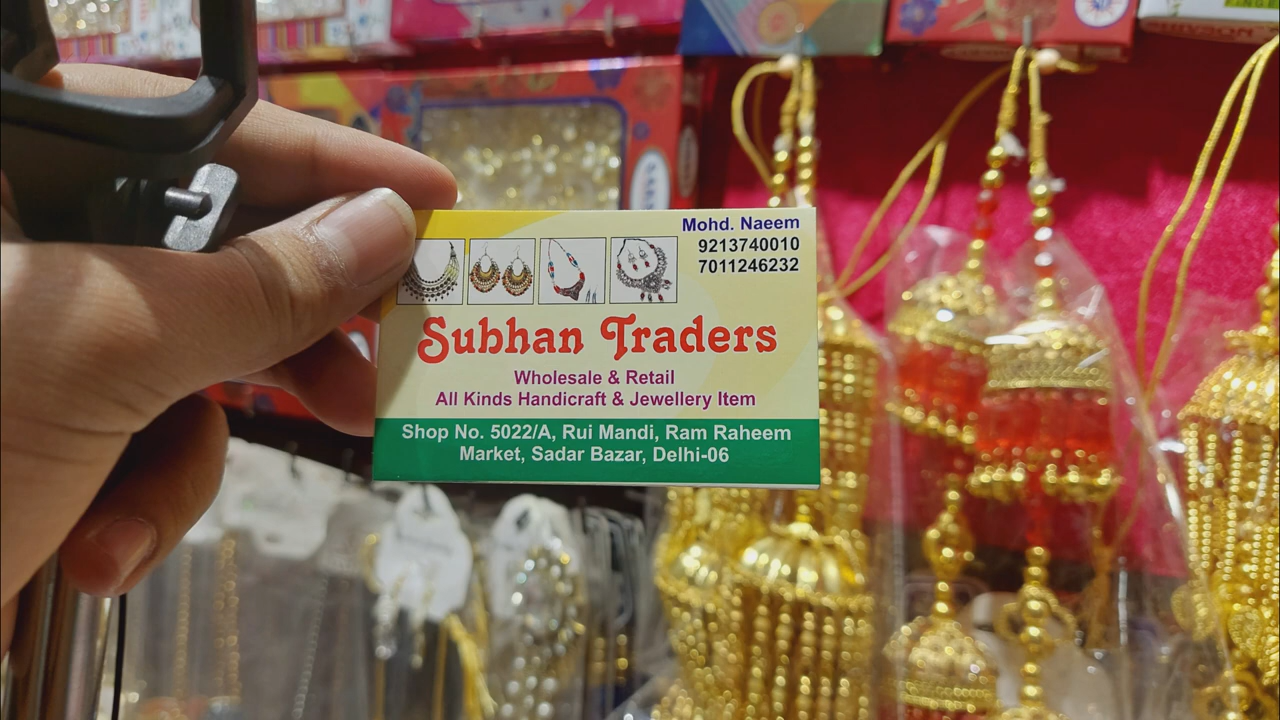 Mohd. Naeem
9213740010
7011246232
Subhan Traders
Wholesale & Retail
All Kinds Handicraft & Jewellery Item
Shop No. 5022/A, Rui Mandi, Ram Raheem
Market, Sadar Bazar, Delhi-06